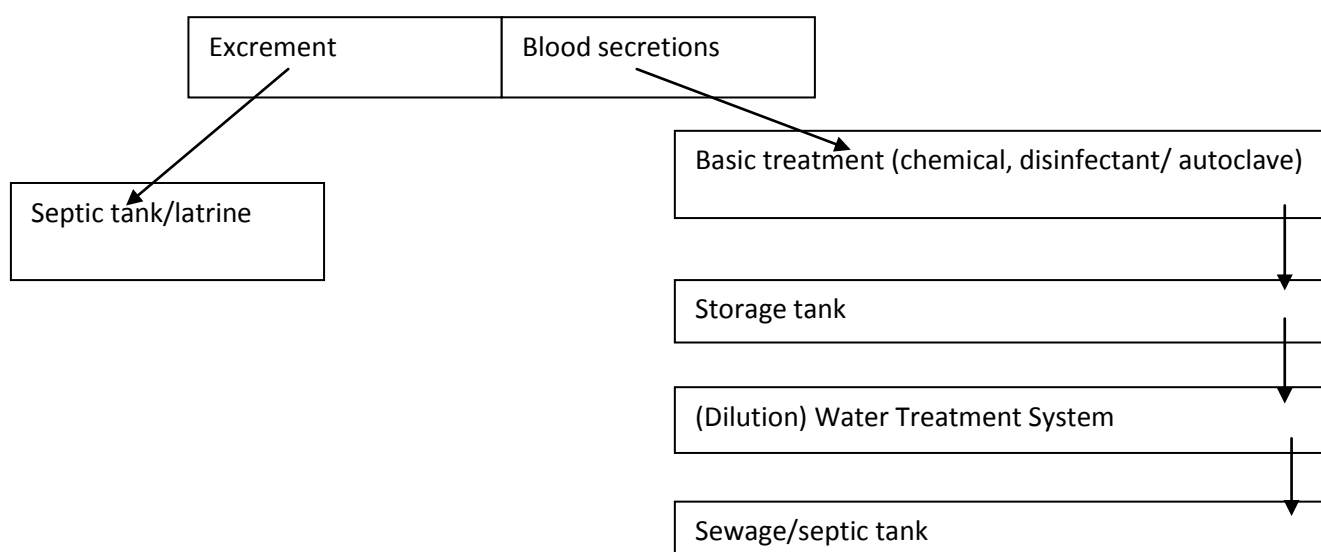 Excrement
Blood secretions
Basic treatment (chemical, disinfectant/ autoclave)
Septic tank/latrine
Storage tank
(Dilution) Water Treatment System
Sewage/septic tank